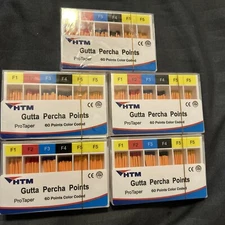 F3 F4 F5
HTM
Gutta Percha Points
ProTaper
60 Points Color Coded
F1 F2 F3 F4 F5
HTM
Gutta Percha Points
ProTaper
60 Points Color Coded
F1 F2 F3 F4 F5
HTM
Gutta Percha Points
ProTaper
60 Points Color Coded
F1 F2 F3 F4 F5
HTM
Gutta Percha Points
ProTaper
60 Points Color Coded
F1 F2 F3 F4 F5
HTM
Gutta Percha Points
ProTaper
60 Points Color Coded